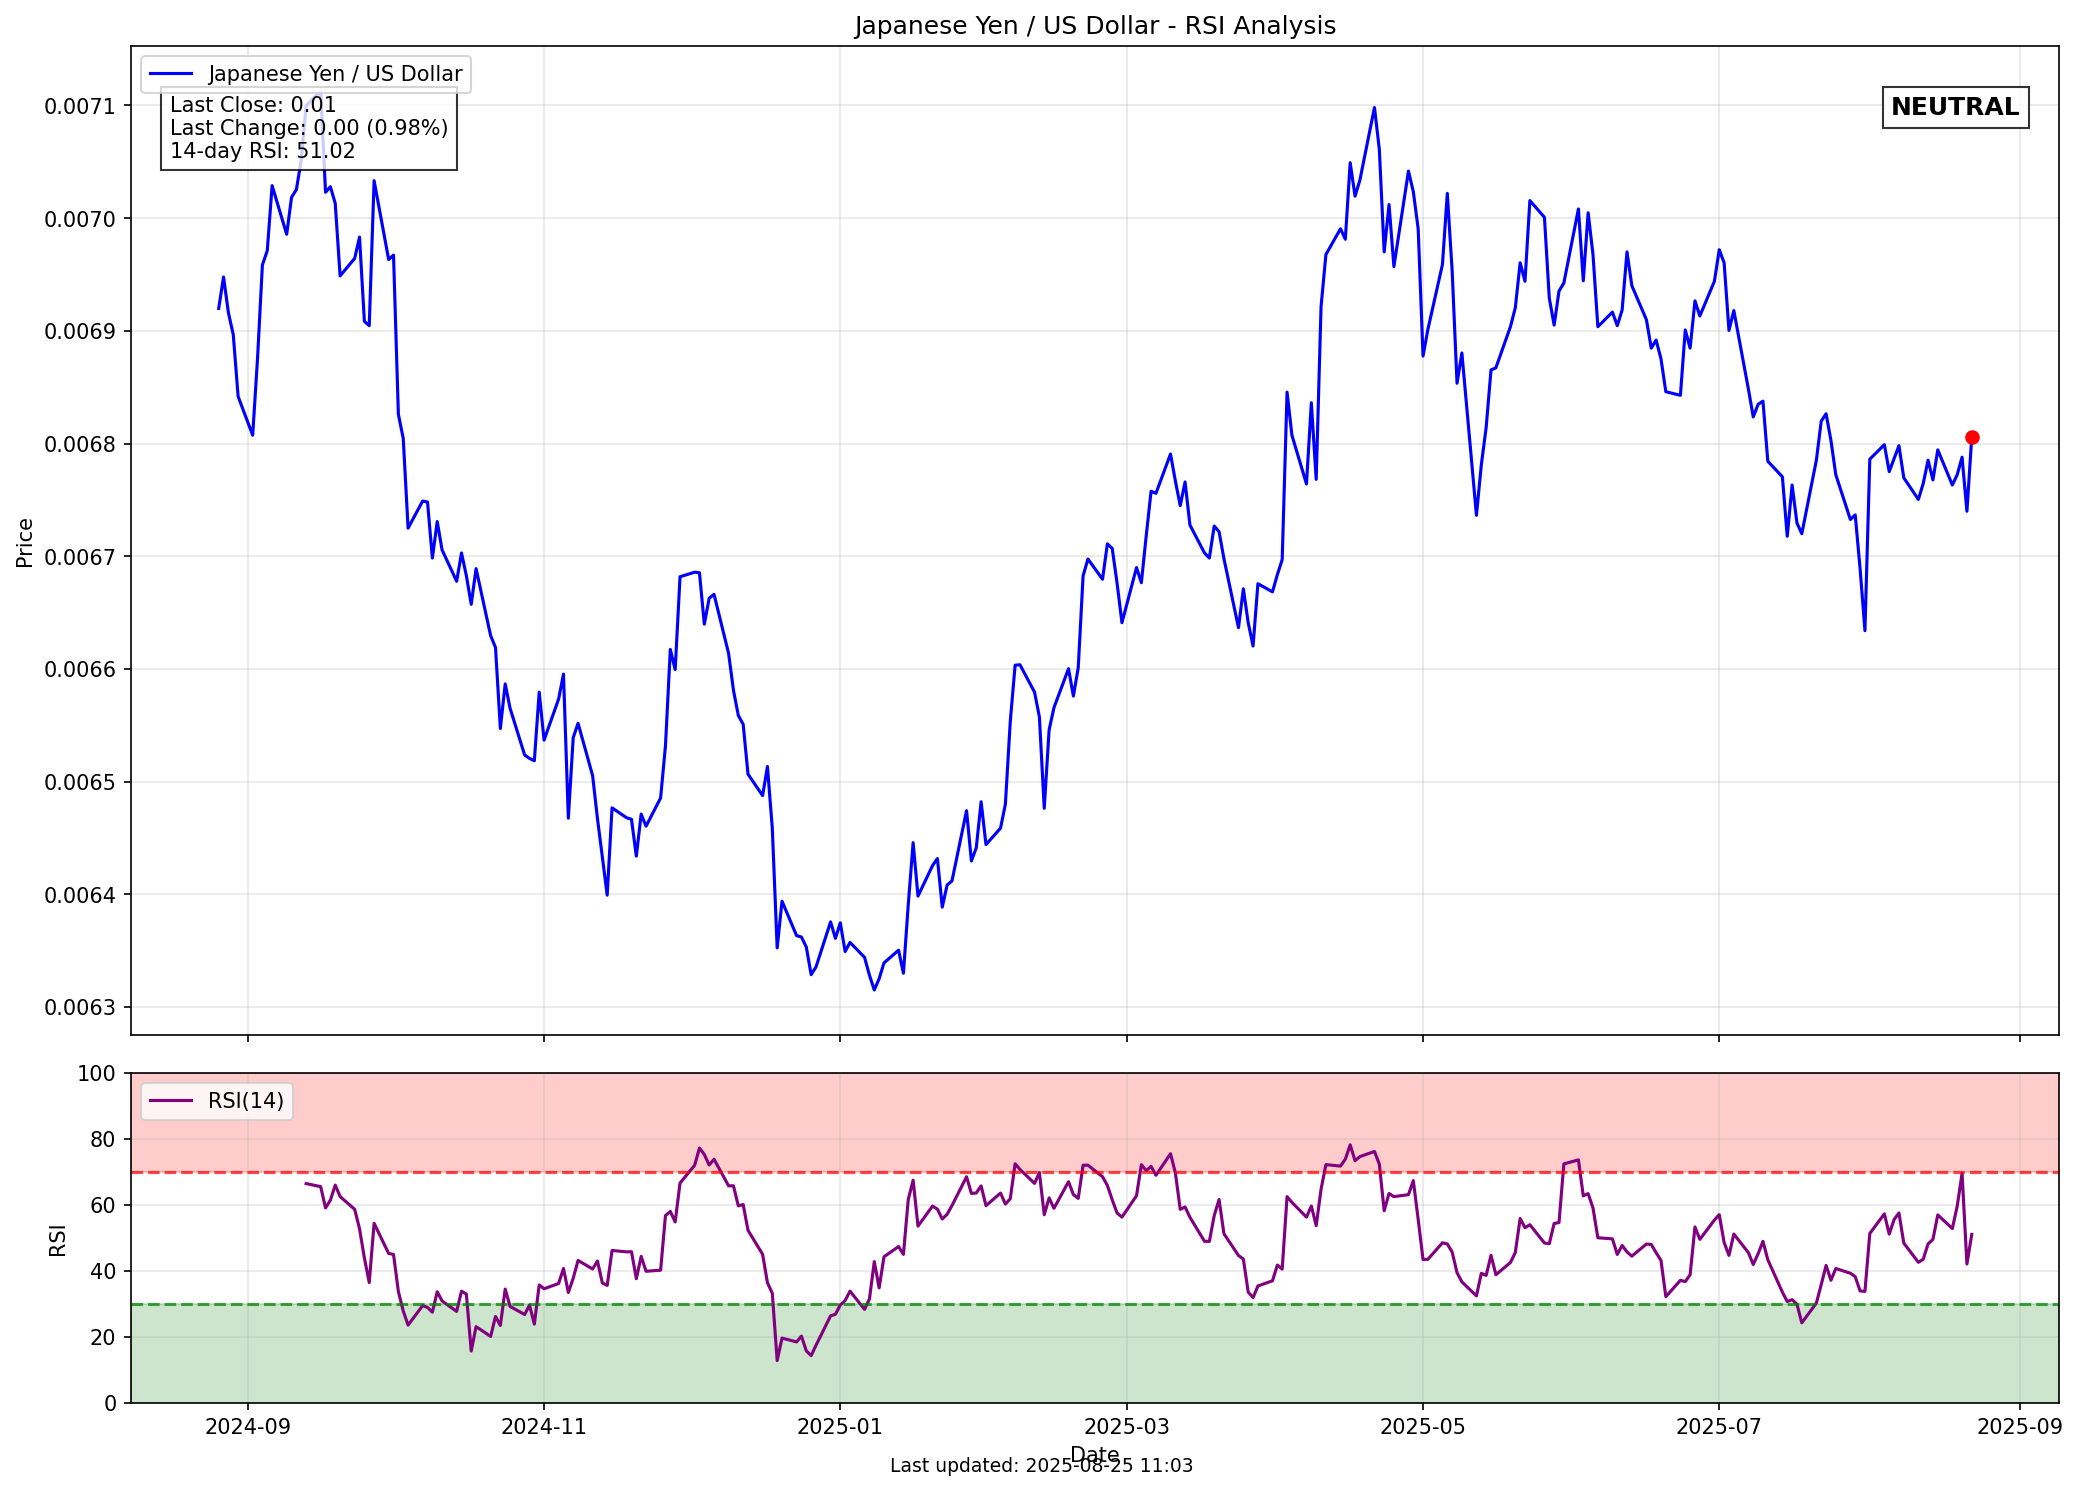 Japanese Yen / US Dollar - RSI Analysis
Japanese Yen / US Dollar
Last Close: 0.01
Last Change: 0.00 (0.98%)
14-day RSI: 51.02
NEUTRAL
Price
0.0071
0.0070
0.0069
0.0068
0.0067
0.0066
0.0065
0.0064
0.0063
RSI(14)
RSI
100
80
60
40
20
0
2024-09
2024-11
2025-01
2025-03
2025-05
2025-07
2025-09
Date
Last updated: 2025-08-25 11:03